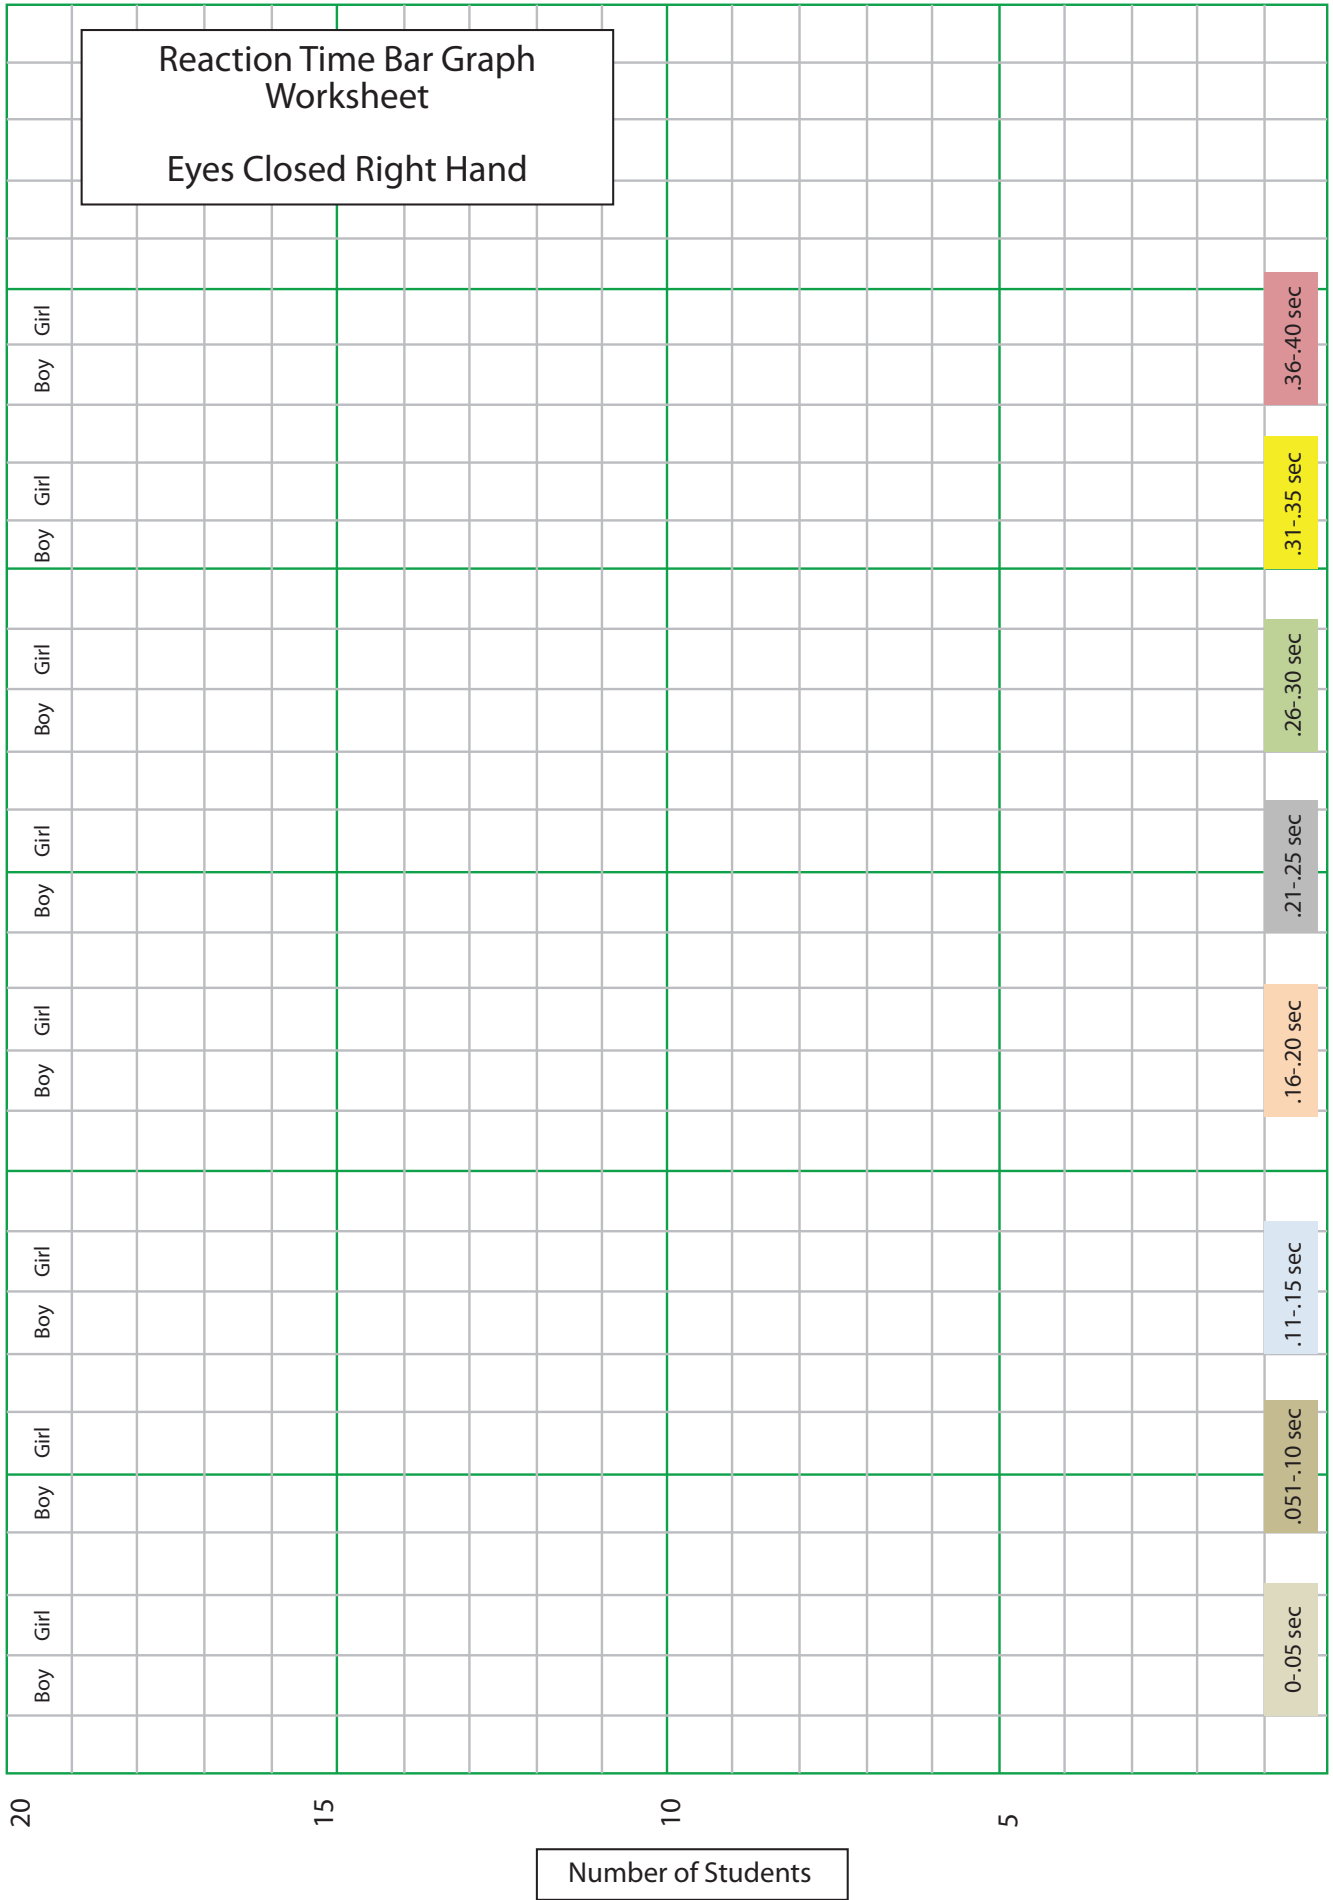 Reaction Time Bar Graph
Worksheet
Eyes Closed Right Hand
Girl
Boy
.36-.40 sec
Girl
Boy
.31-.35 sec
Girl
Boy
.26-.30 sec
Girl
Boy
.21-.25 sec
Girl
Boy
.16-.20 sec
Girl
Boy
.11-.15 sec
Girl
Boy
.051-.10 sec
Girl
Boy
0-.05 sec
20
15
10
5
Number of Students